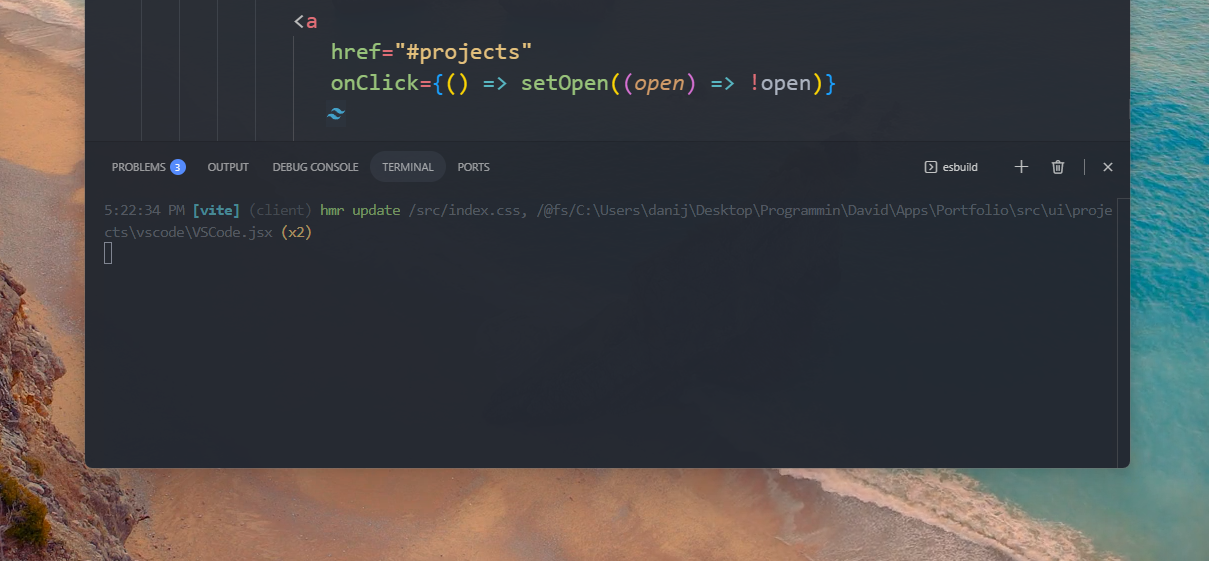 <a
href="#projects"
onClick={() => setOpen((open) => !open)}
PROBLEMS 3 OUTPUT DEBUG CONSOLE TERMINAL PORTS esbuild
5:22:34 PM [vite] (client) hmr update /src/index.css, /@fs/C:\Users\danij\Desktop\Programmin\David\Apps\Portfolio\src\ui\proje
cts\vscode\VSCode.jsx (x2)